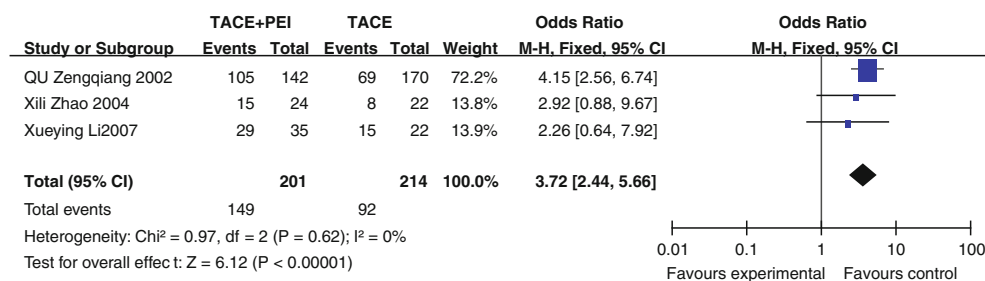 TACE+PEI TACE Odds Ratio Odds Ratio
Study or Subgroup Events Total Events Total Weight M-H, Fixed, 95% CI M-H, Fixed, 95% CI
QU Zengqiang 2002 105 142 69 170 72.2% 4.15 [2.56, 6.74]
Xili Zhao 2004 15 24 8 22 13.8% 2.92 [0.88, 9.67]
Xueying Li2007 29 35 15 22 13.9% 2.26 [0.64, 7.92]
Total (95% CI) 201 214 100.0% 3.72 [2.44, 5.66]
Total events 149 92
Heterogeneity: Chi² = 0.97, df = 2 (P = 0.62); I² = 0%
Test for overall effec t: Z = 6.12 (P < 0.00001)
0.01 0.1 1 10 100
Favours experimental Favours control